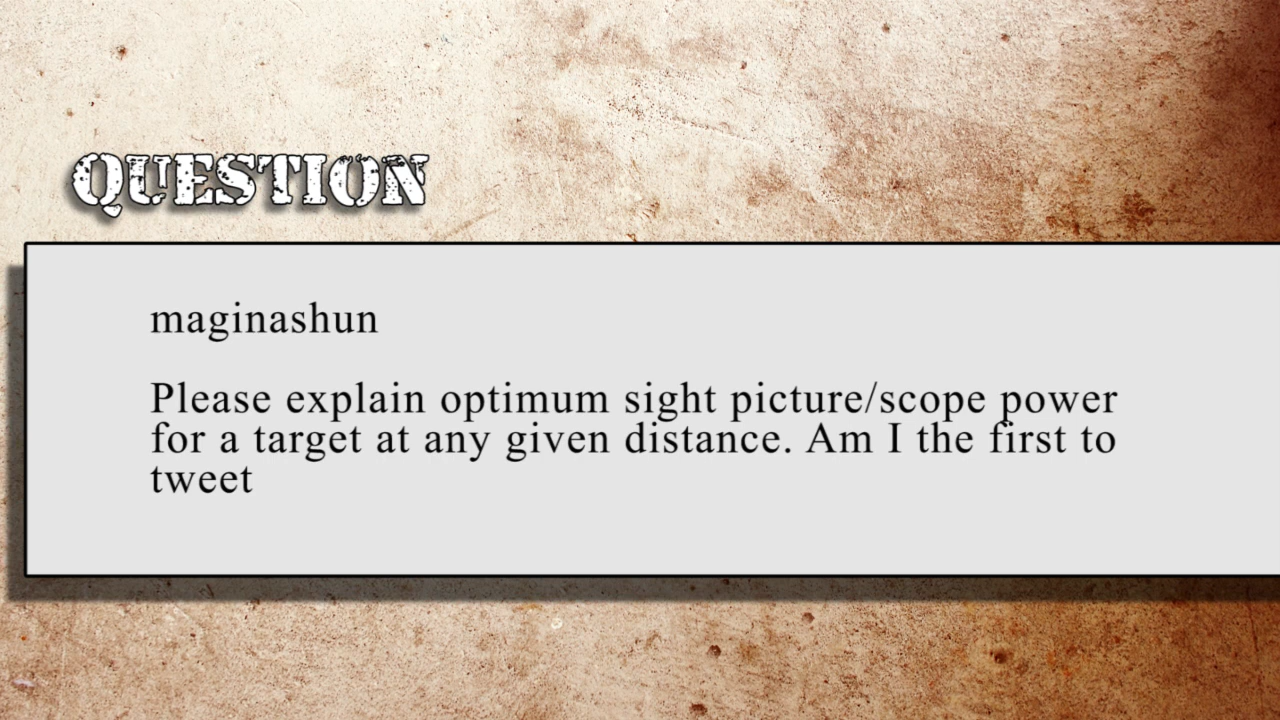 QUESTION
maginashun
Please explain optimum sight picture/scope power
for a target at any given distance. Am I the first to
tweet